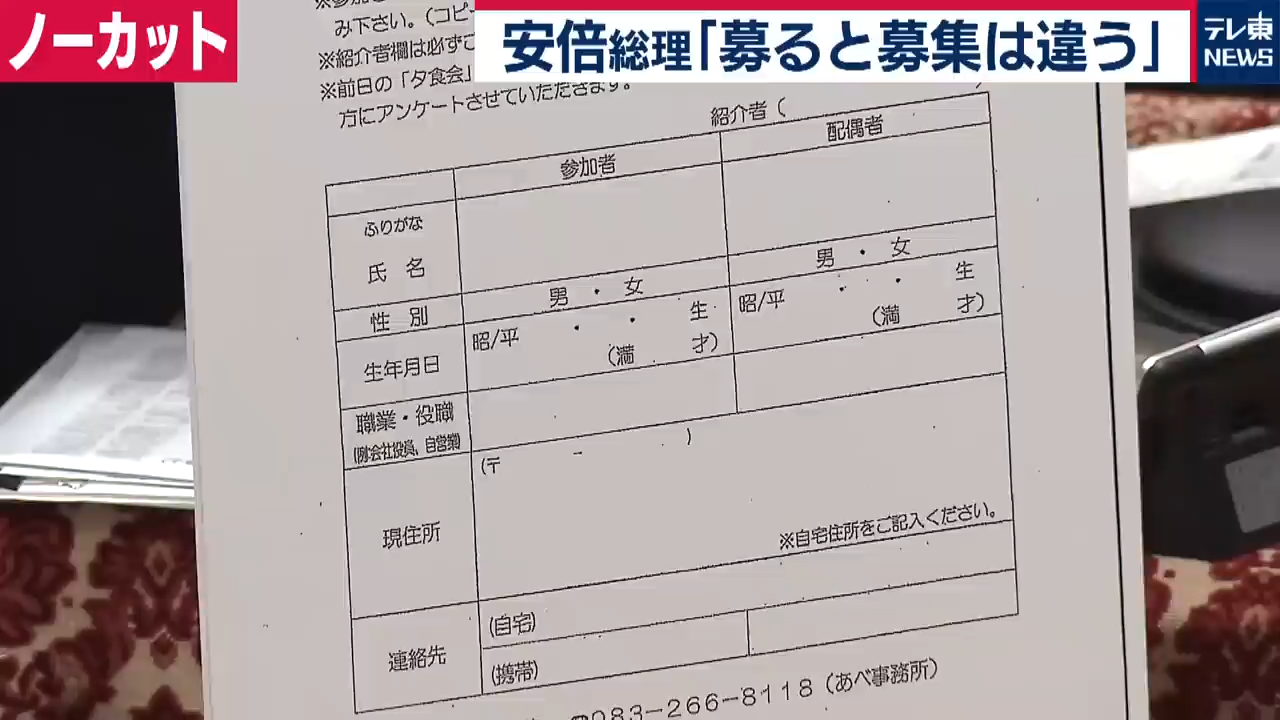 ノーカット
安倍総理「募ると募集は違う」
テレ東
NEWS
み下さい。（コピー
※紹介者欄は必ずご
※前日の「夕食会」
方にアンケートさせていただきます。
紹介者（
参加者
配偶者
ふりがな
氏 名
性 別
男 ・ 女
男 ・ 女
生年月日
昭/平 ・ ・ 生
（満 才）
昭/平 ・ ・ 生
（満 才）
職業・役職
(例:会社役員、自営業)
現住所
(〒 － ）
※自宅住所をご記入ください。
連絡先
(自宅)
(携帯)
☎083−266−8118（あべ事務所）